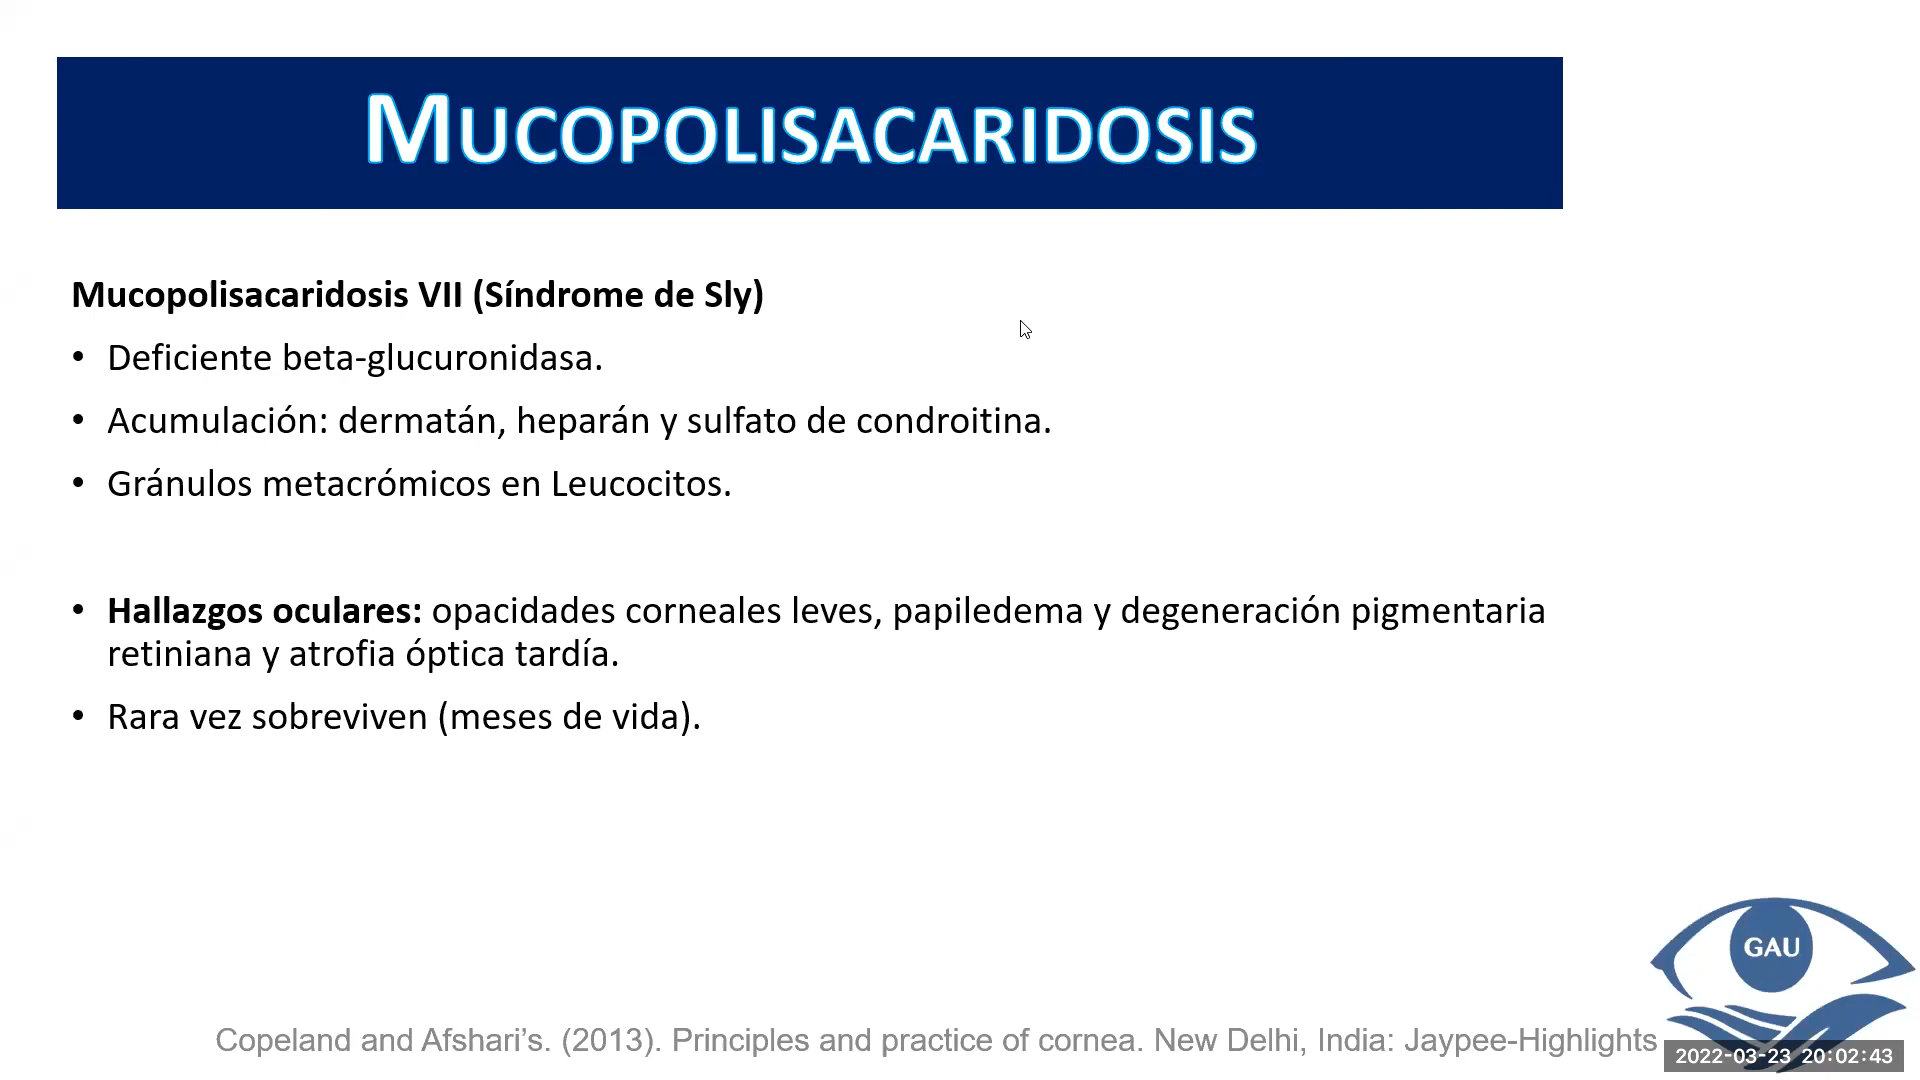 MUCOPOLISACARIDOSIS
Mucopolisacaridosis VII (Síndrome de Sly)
• Deficiente beta-glucuronidasa.
• Acumulación: dermatán, heparán y sulfato de condroitina.
• Gránulos metacrómicos en Leucocitos.
• Hallazgos oculares: opacidades corneales leves, papiledema y degeneración pigmentaria
retiniana y atrofia óptica tardía.
• Rara vez sobreviven (meses de vida).
GAU
Copeland and Afshari’s. (2013). Principles and practice of cornea. New Delhi, India: Jaypee-Highlights
2022-03-23 20:02:43